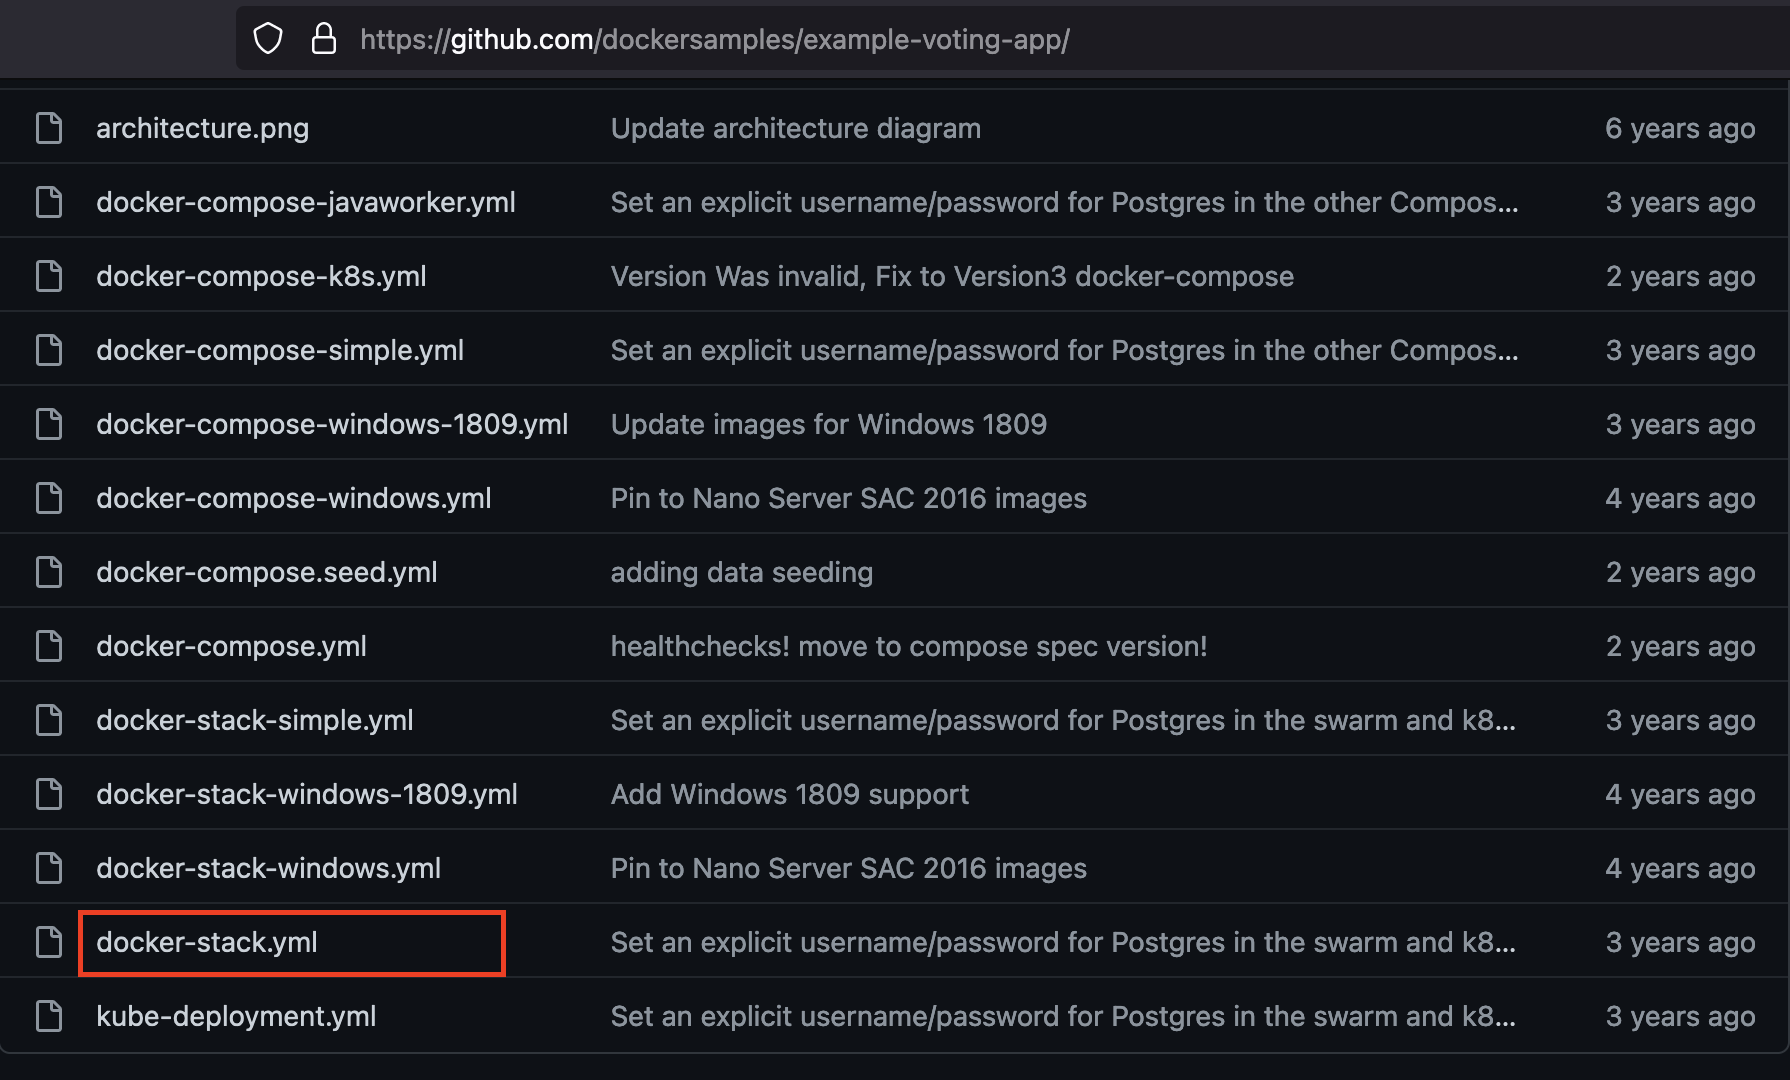 https://github.com/dockersamples/example-voting-app/
architecture.png Update architecture diagram 6 years ago
docker-compose-javaworker.yml Set an explicit username/password for Postgres in the other Compos... 3 years ago
docker-compose-k8s.yml Version Was invalid, Fix to Version3 docker-compose 2 years ago
docker-compose-simple.yml Set an explicit username/password for Postgres in the other Compos... 3 years ago
docker-compose-windows-1809.yml Update images for Windows 1809 3 years ago
docker-compose-windows.yml Pin to Nano Server SAC 2016 images 4 years ago
docker-compose.seed.yml adding data seeding 2 years ago
docker-compose.yml healthchecks! move to compose spec version! 2 years ago
docker-stack-simple.yml Set an explicit username/password for Postgres in the swarm and k8... 3 years ago
docker-stack-windows-1809.yml Add Windows 1809 support 4 years ago
docker-stack-windows.yml Pin to Nano Server SAC 2016 images 4 years ago
docker-stack.yml Set an explicit username/password for Postgres in the swarm and k8... 3 years ago
kube-deployment.yml Set an explicit username/password for Postgres in the swarm and k8... 3 years ago